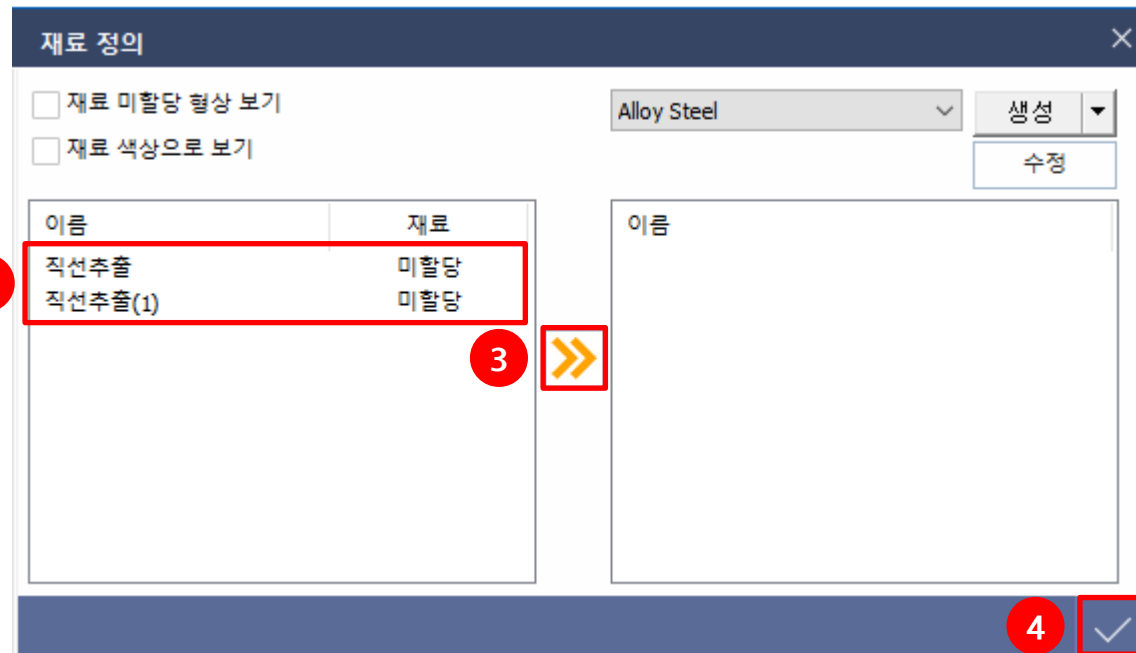 재료 정의
재료 미할당 형상 보기
재료 색상으로 보기
Alloy Steel
생성
수정
이름 재료
직선추출 미할당
직선추출(1) 미할당
3
이름
4